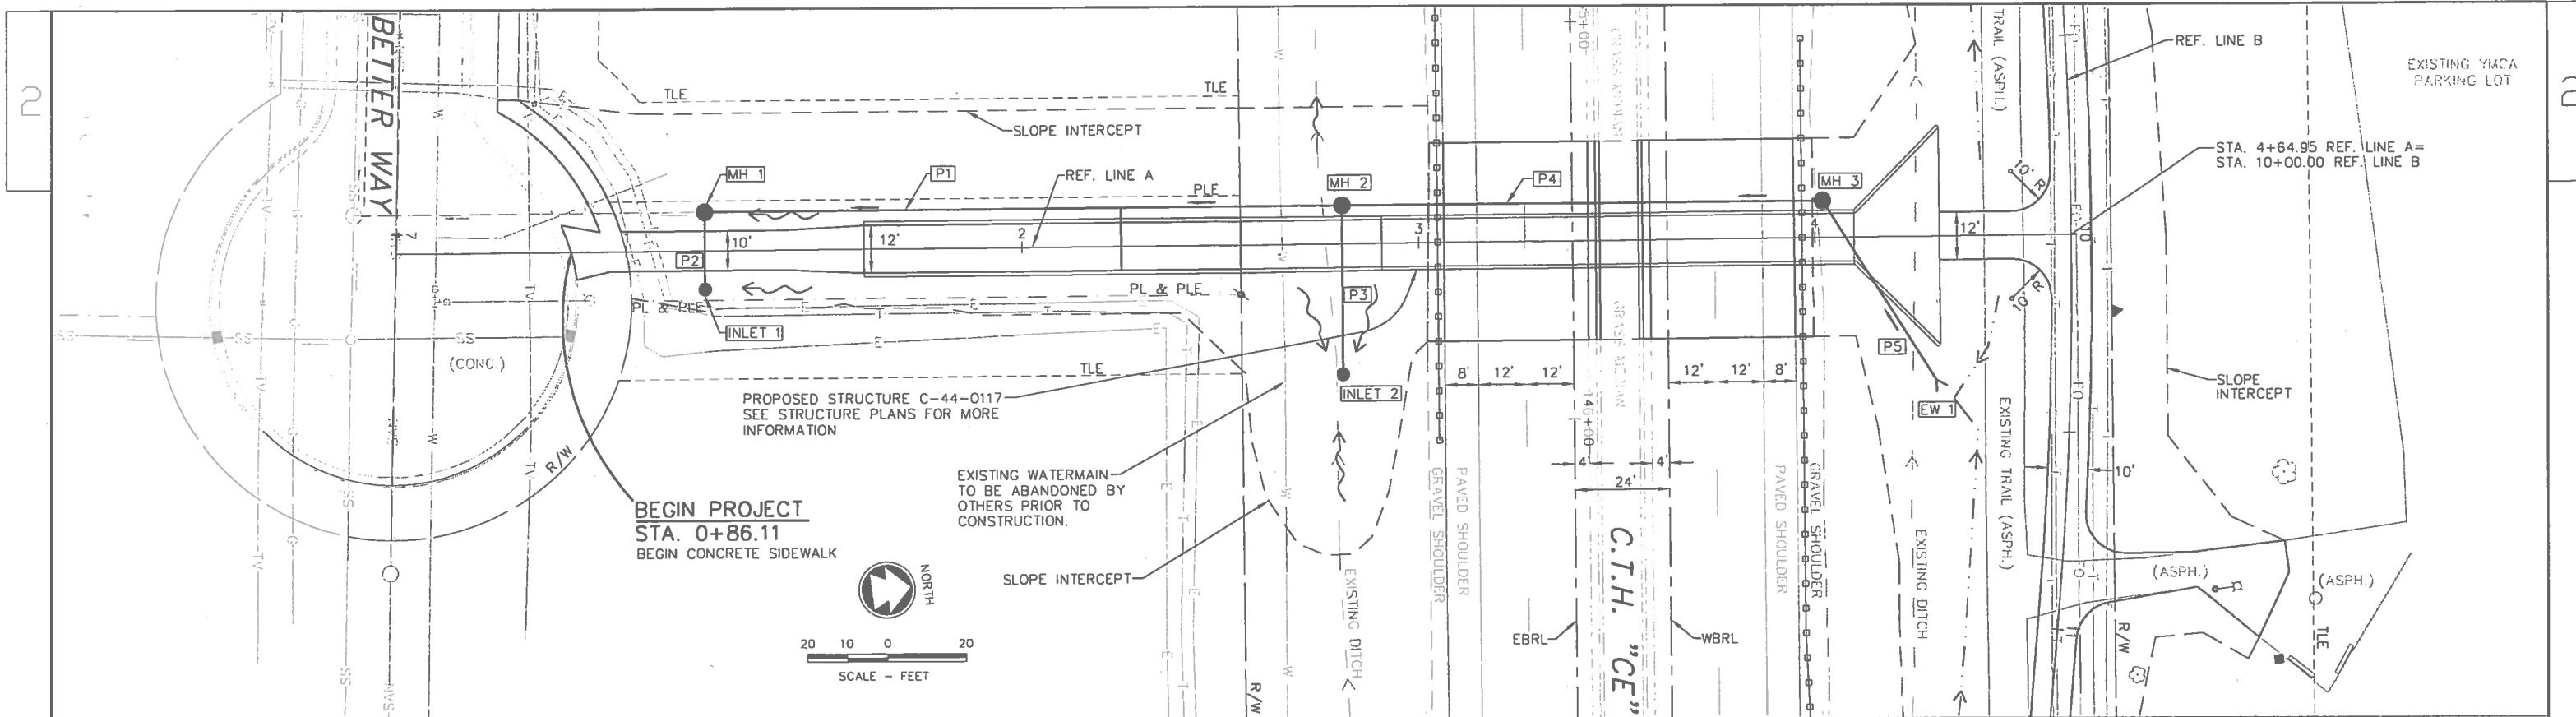 2
BETTER WAY
TLE
TLE
SLOPE INTERCEPT
MH 1
P1
REF. LINE A
PLE
MH 2
P4
MH 3
5+00
TRAIL (ASPH.)
REF. LINE B
EXISTING YMCA
PARKING LOT
2
STA. 4+64.95 REF. LINE A=
STA. 10+00.00 REF. LINE B
10' R
10' R
12'
10'
12'
2
3
4
P2
PL & PLE
PL & PLE
INLET 1
P3
INLET 2
TLE
(CONC.)
R/W
PROPOSED STRUCTURE C-44-0117
SEE STRUCTURE PLANS FOR MORE
INFORMATION
8'
12'
12'
12'
12'
8'
P5
EW 1
SLOPE
INTERCEPT
EXISTING WATERMAIN
TO BE ABANDONED BY
OTHERS PRIOR TO
CONSTRUCTION.
146+00
4'
4'
24'
10'
BEGIN PROJECT
STA. 0+86.11
BEGIN CONCRETE SIDEWALK
SLOPE INTERCEPT
NORTH
20 10 0 20
SCALE - FEET
R/W
EXISTING DITCH
GRAVEL SHOULDER
PAVED SHOULDER
EBRL
C.T.H. "CE"
WBRL
PAVED SHOULDER
GRAVEL SHOULDER
EXISTING DITCH
EXISTING TRAIL (ASPH.)
R/W
(ASPH.)
(ASPH.)
TLE
11